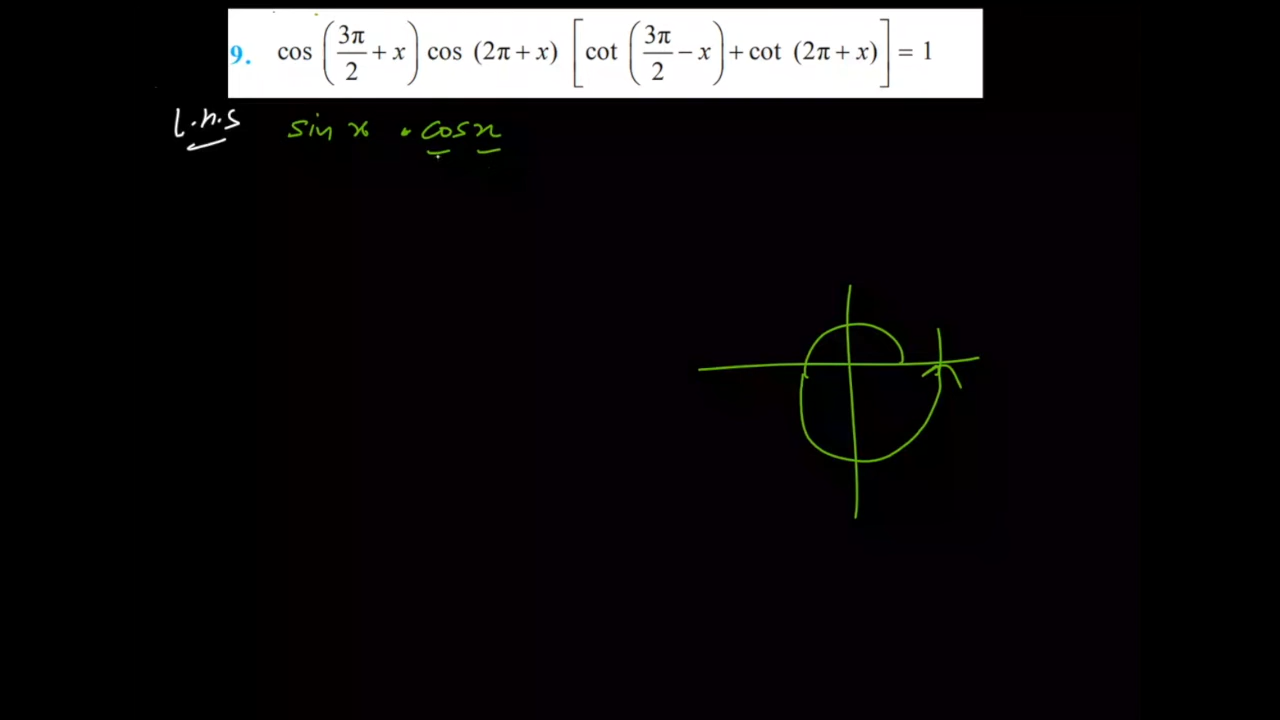 9. cos (3π/2 + x) cos (2π + x) [cot (3π/2 − x) + cot (2π + x)] = 1
L.h.s sin x . cos x